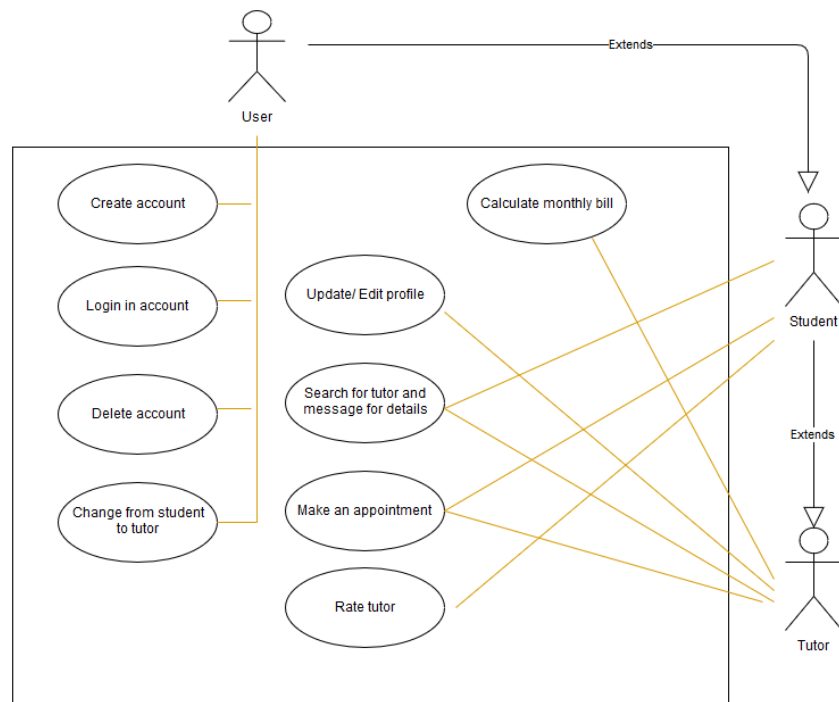 Extends
User
Create account
Calculate monthly bill
Login in account
Update/ Edit profile
Student
Delete account
Search for tutor and
message for details
Extends
Change from student
to tutor
Make an appointment
Rate tutor
Tutor